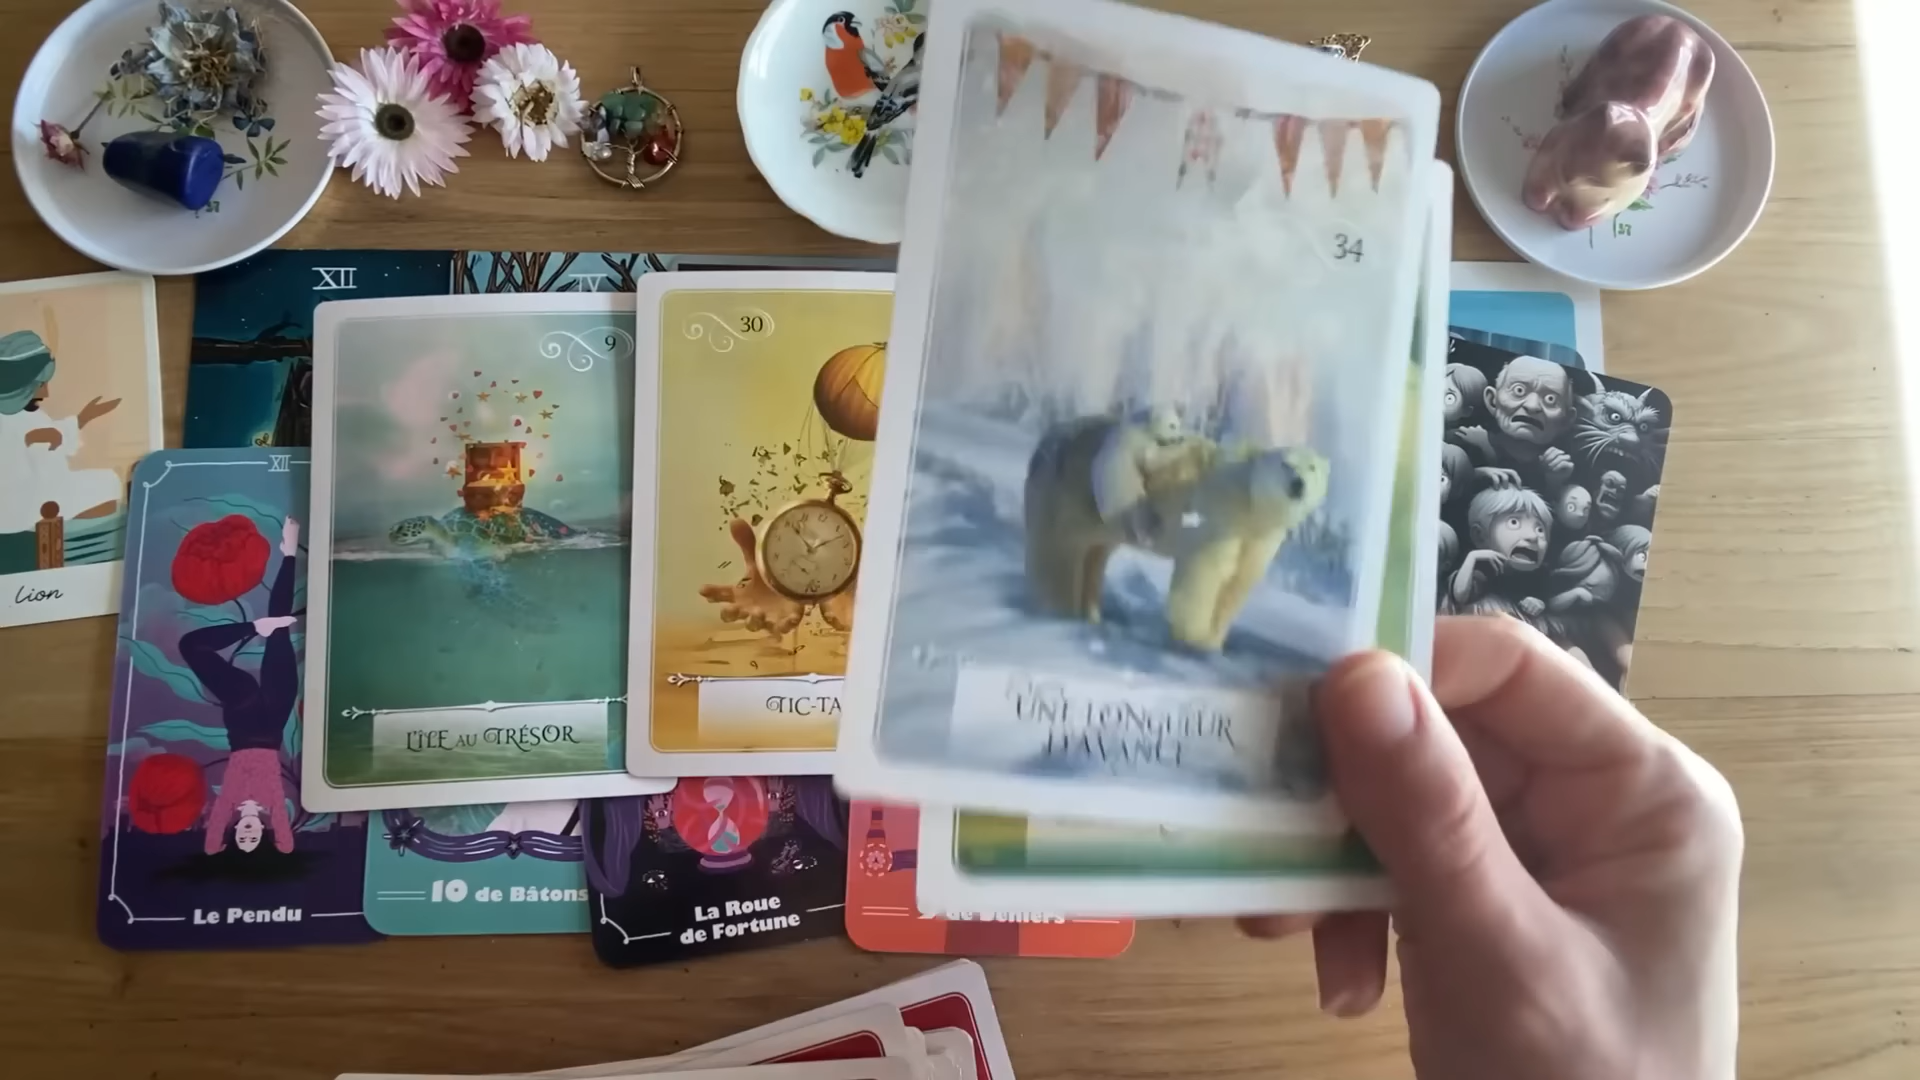 XII
IV
34
9
30
lion
XII
L'ÎLE AU TRÉSOR
TIC-TA
UNE LONGUEUR
D'AVANCE
Le Pendu
10 de Bâtons
La Roue
de Fortune
de Deniers